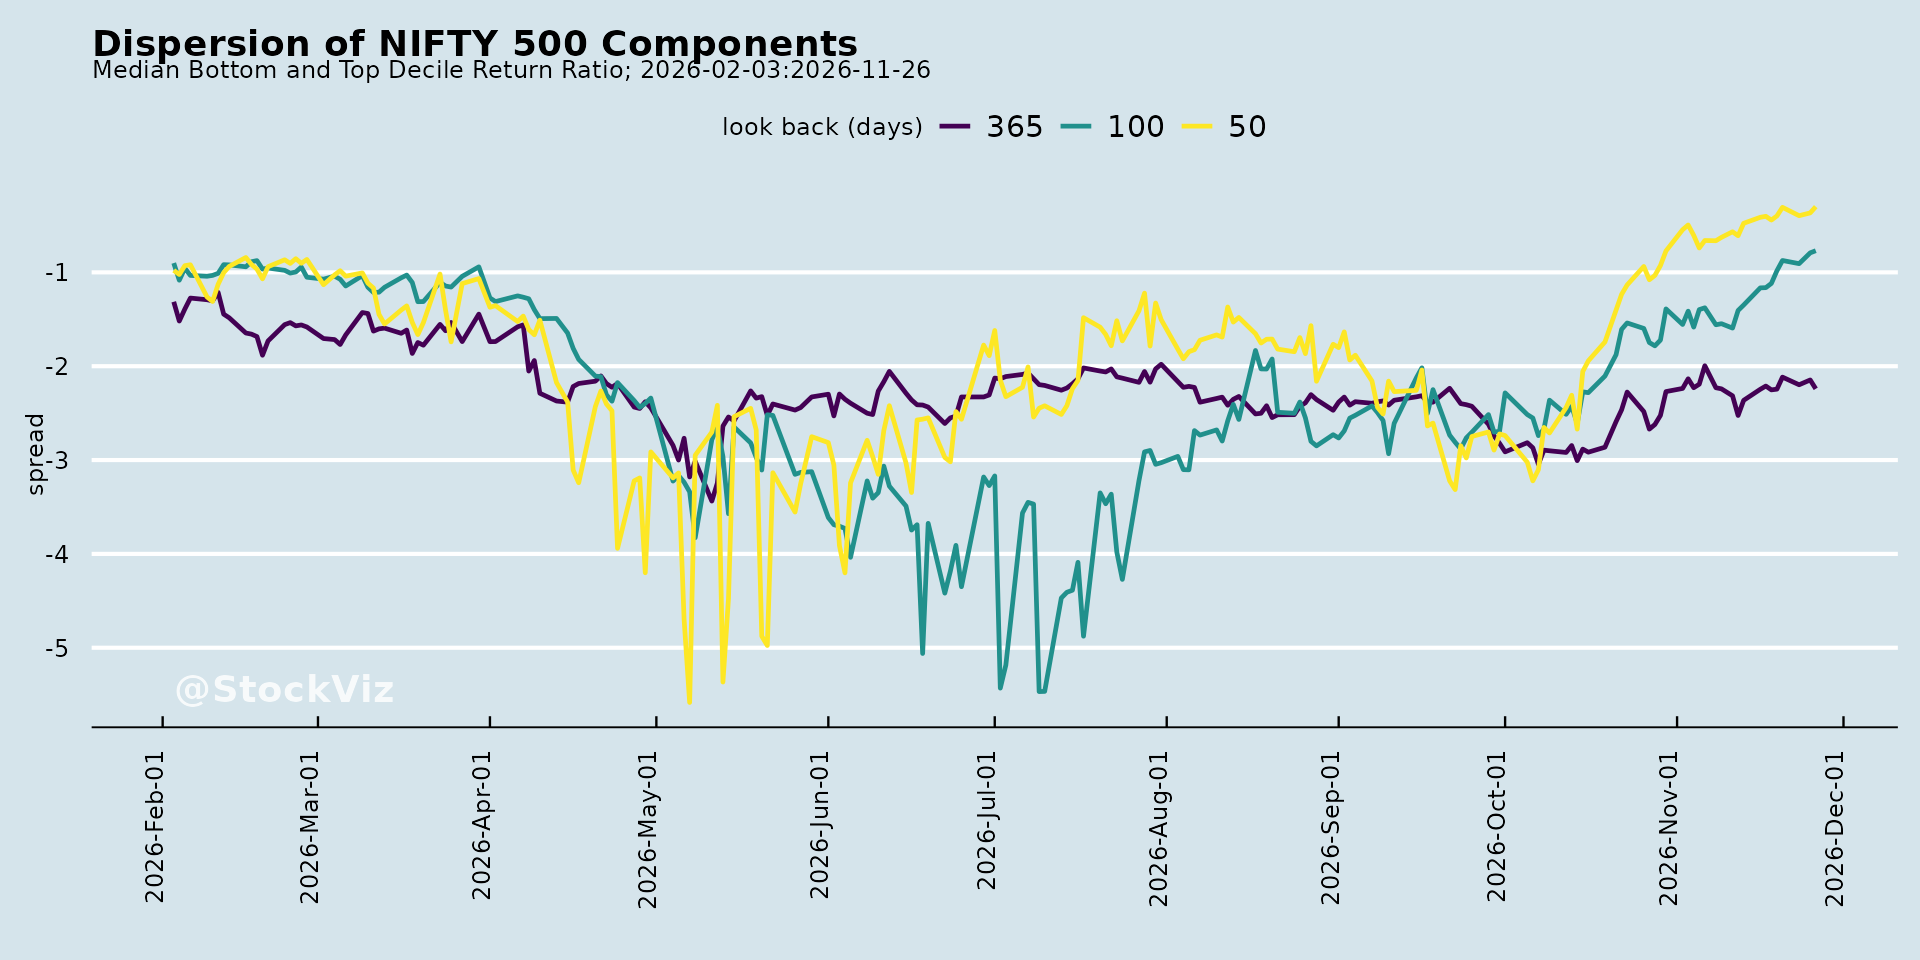 Dispersion of NIFTY 500 Components
Median Bottom and Top Decile Return Ratio; 2026-02-03:2026-11-26
look back (days) 365 100 50
spread
-1
-2
-3
-4
-5
@StockViz
2026-Feb-01
2026-Mar-01
2026-Apr-01
2026-May-01
2026-Jun-01
2026-Jul-01
2026-Aug-01
2026-Sep-01
2026-Oct-01
2026-Nov-01
2026-Dec-01